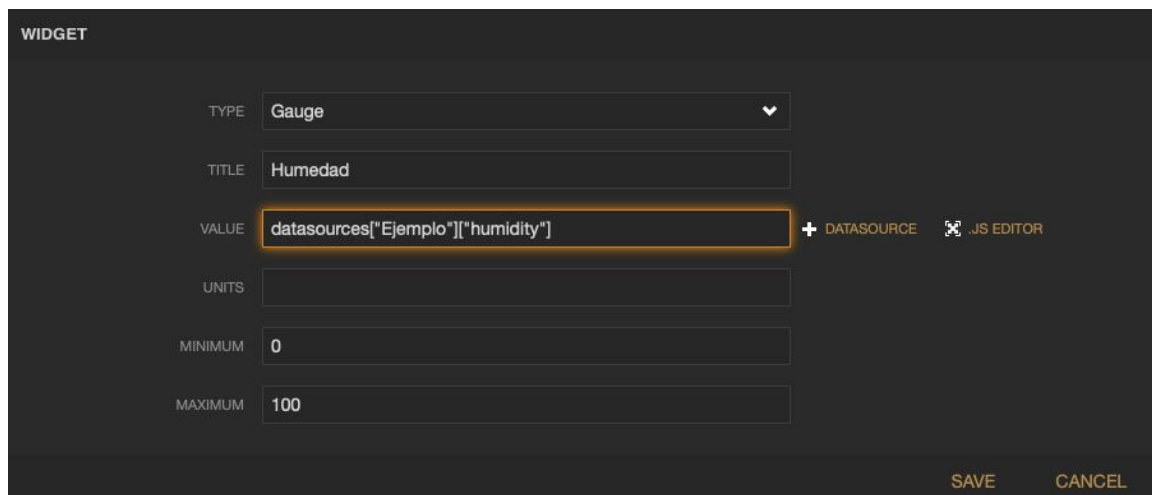 WIDGET
TYPE Gauge
TITLE Humedad
VALUE datasources["Ejemplo"]["humidity"] DATASOURCE .JS EDITOR
UNITS
MINIMUM 0
MAXIMUM 100
SAVE CANCEL